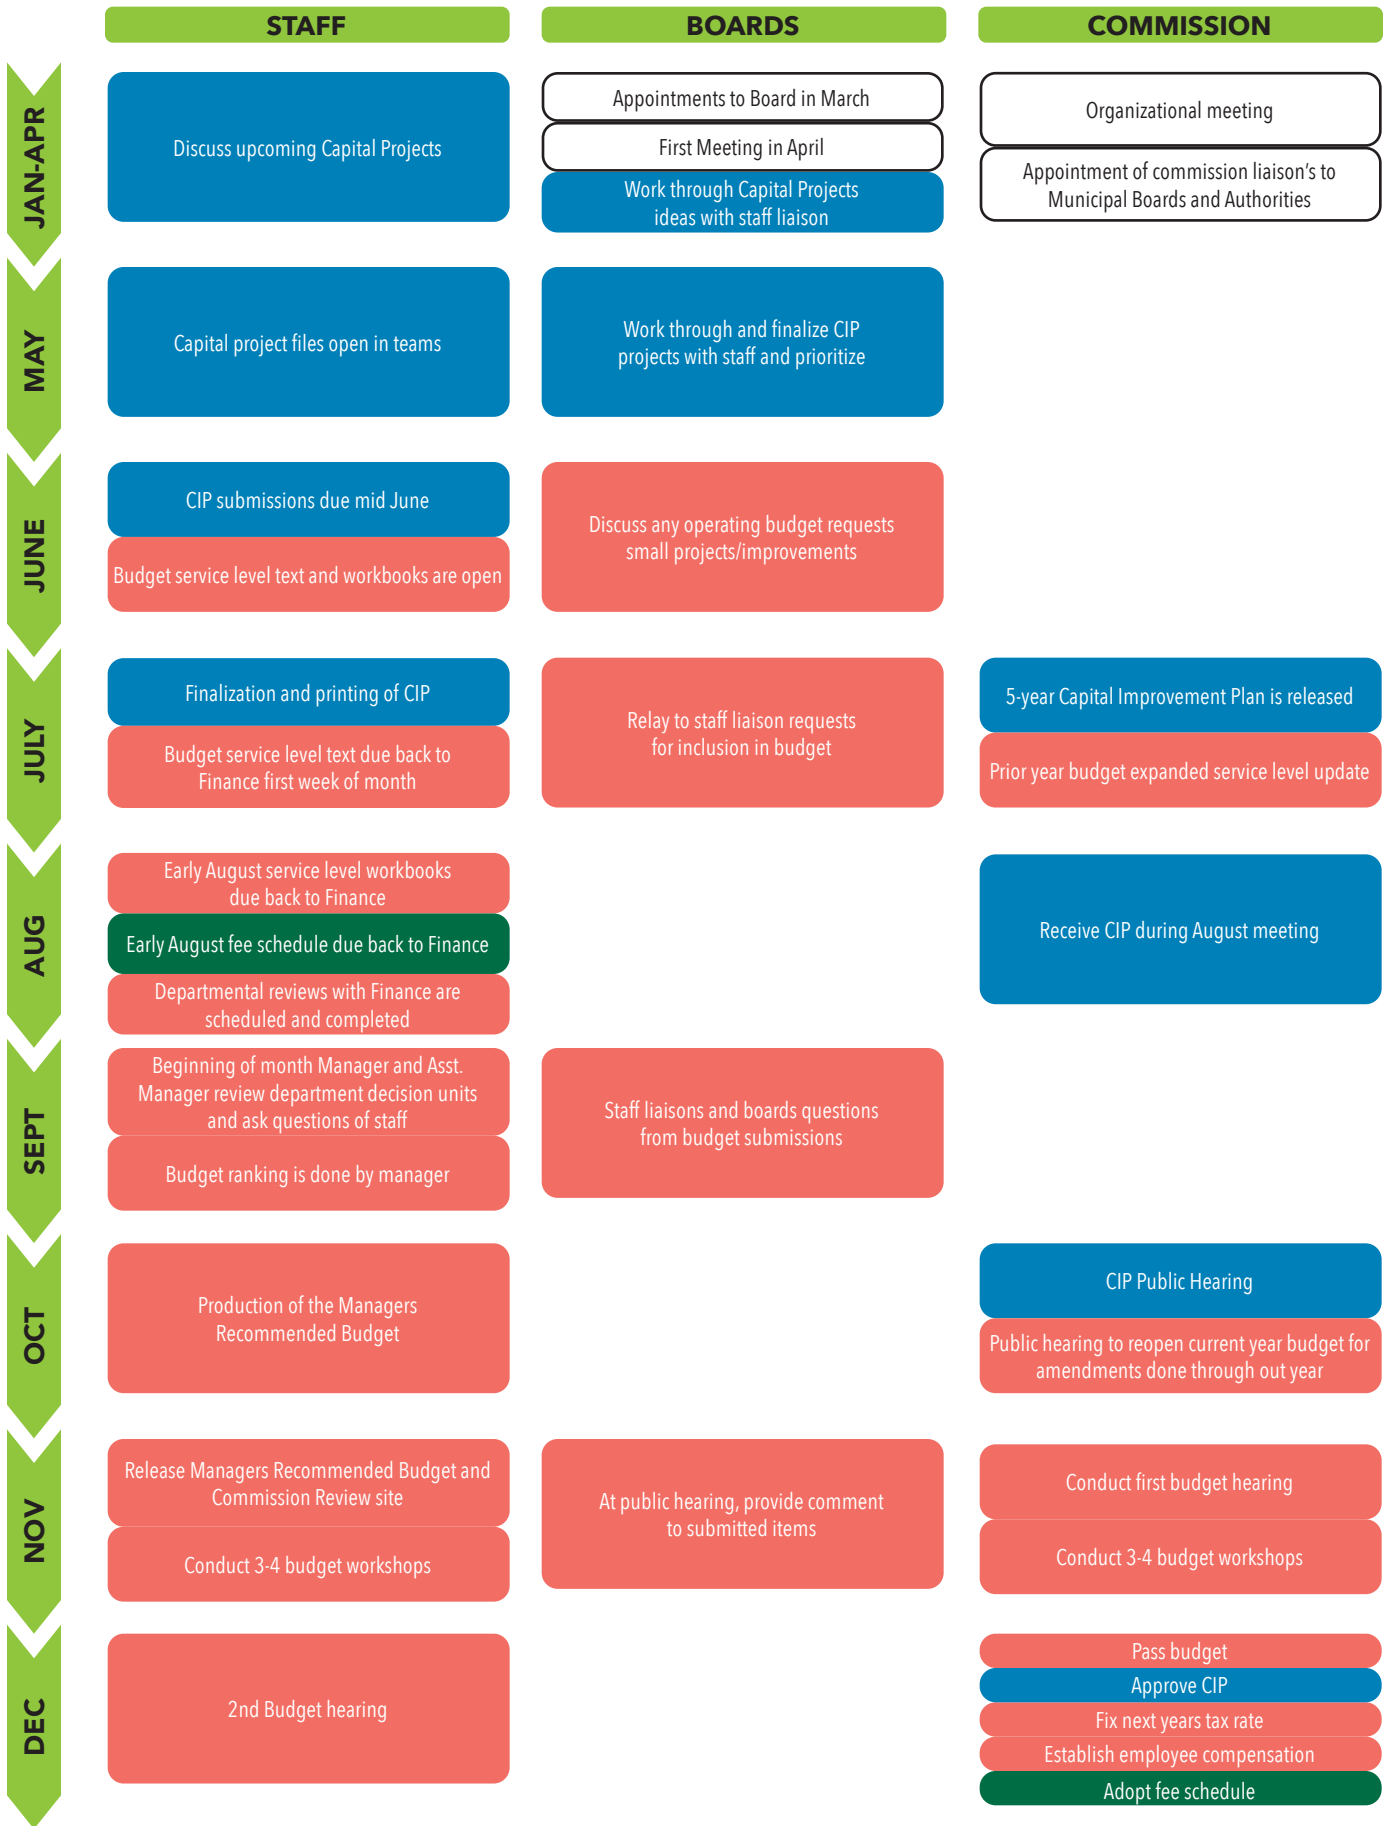 STAFF
BOARDS
COMMISSION
JAN-APR
Discuss upcoming Capital Projects
Appointments to Board in March
First Meeting in April
Work through Capital Projects
ideas with staff liaison
Organizational meeting
Appointment of commission liaison's to
Municipal Boards and Authorities
MAY
Capital project files open in teams
Work through and finalize CIP
projects with staff and prioritize
JUNE
CIP submissions due mid June
Budget service level text and workbooks are open
Discuss any operating budget requests
small projects/improvements
JULY
Finalization and printing of CIP
Budget service level text due back to
Finance first week of month
Relay to staff liaison requests
for inclusion in budget
5-year Capital Improvement Plan is released
Prior year budget expanded service level update
AUG
Early August service level workbooks
due back to Finance
Early August fee schedule due back to Finance
Departmental reviews with Finance are
scheduled and completed
Receive CIP during August meeting
SEPT
Beginning of month Manager and Asst.
Manager review department decision units
and ask questions of staff
Budget ranking is done by manager
Staff liaisons and boards questions
from budget submissions
OCT
Production of the Managers
Recommended Budget
CIP Public Hearing
Public hearing to reopen current year budget for
amendments done through out year
NOV
Release Managers Recommended Budget and
Commission Review site
Conduct 3-4 budget workshops
At public hearing, provide comment
to submitted items
Conduct first budget hearing
Conduct 3-4 budget workshops
DEC
2nd Budget hearing
Pass budget
Approve CIP
Fix next years tax rate
Establish employee compensation
Adopt fee schedule